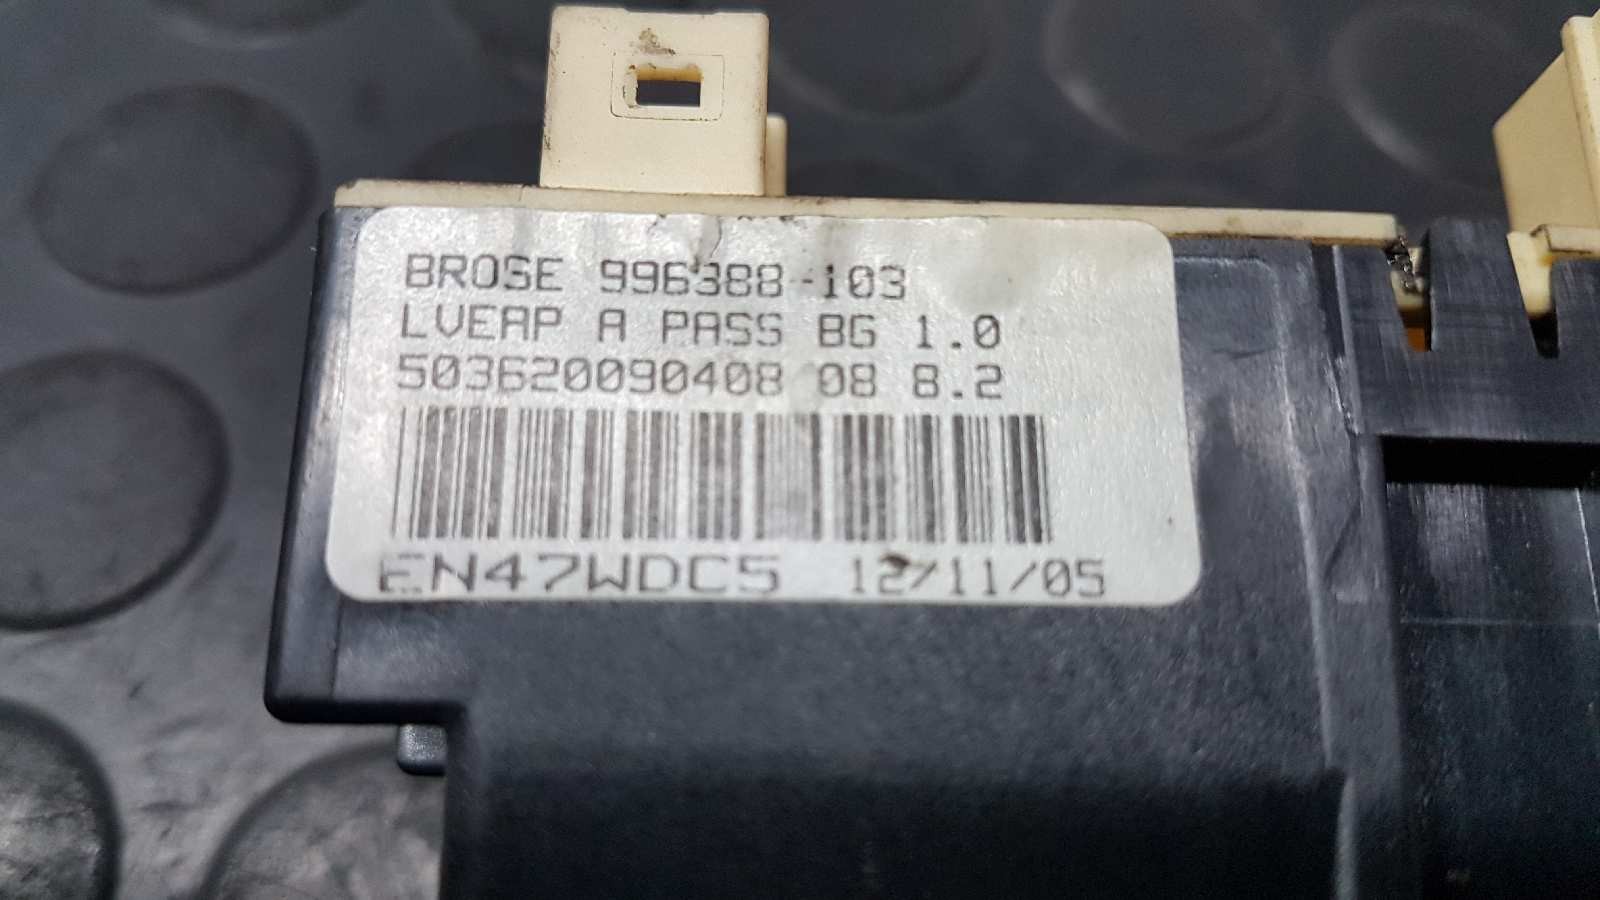 BROSE 996388-103
LVEAP A PASS BG 1.0
503620090408 08 8.2
EN47WDC5 12/11/05